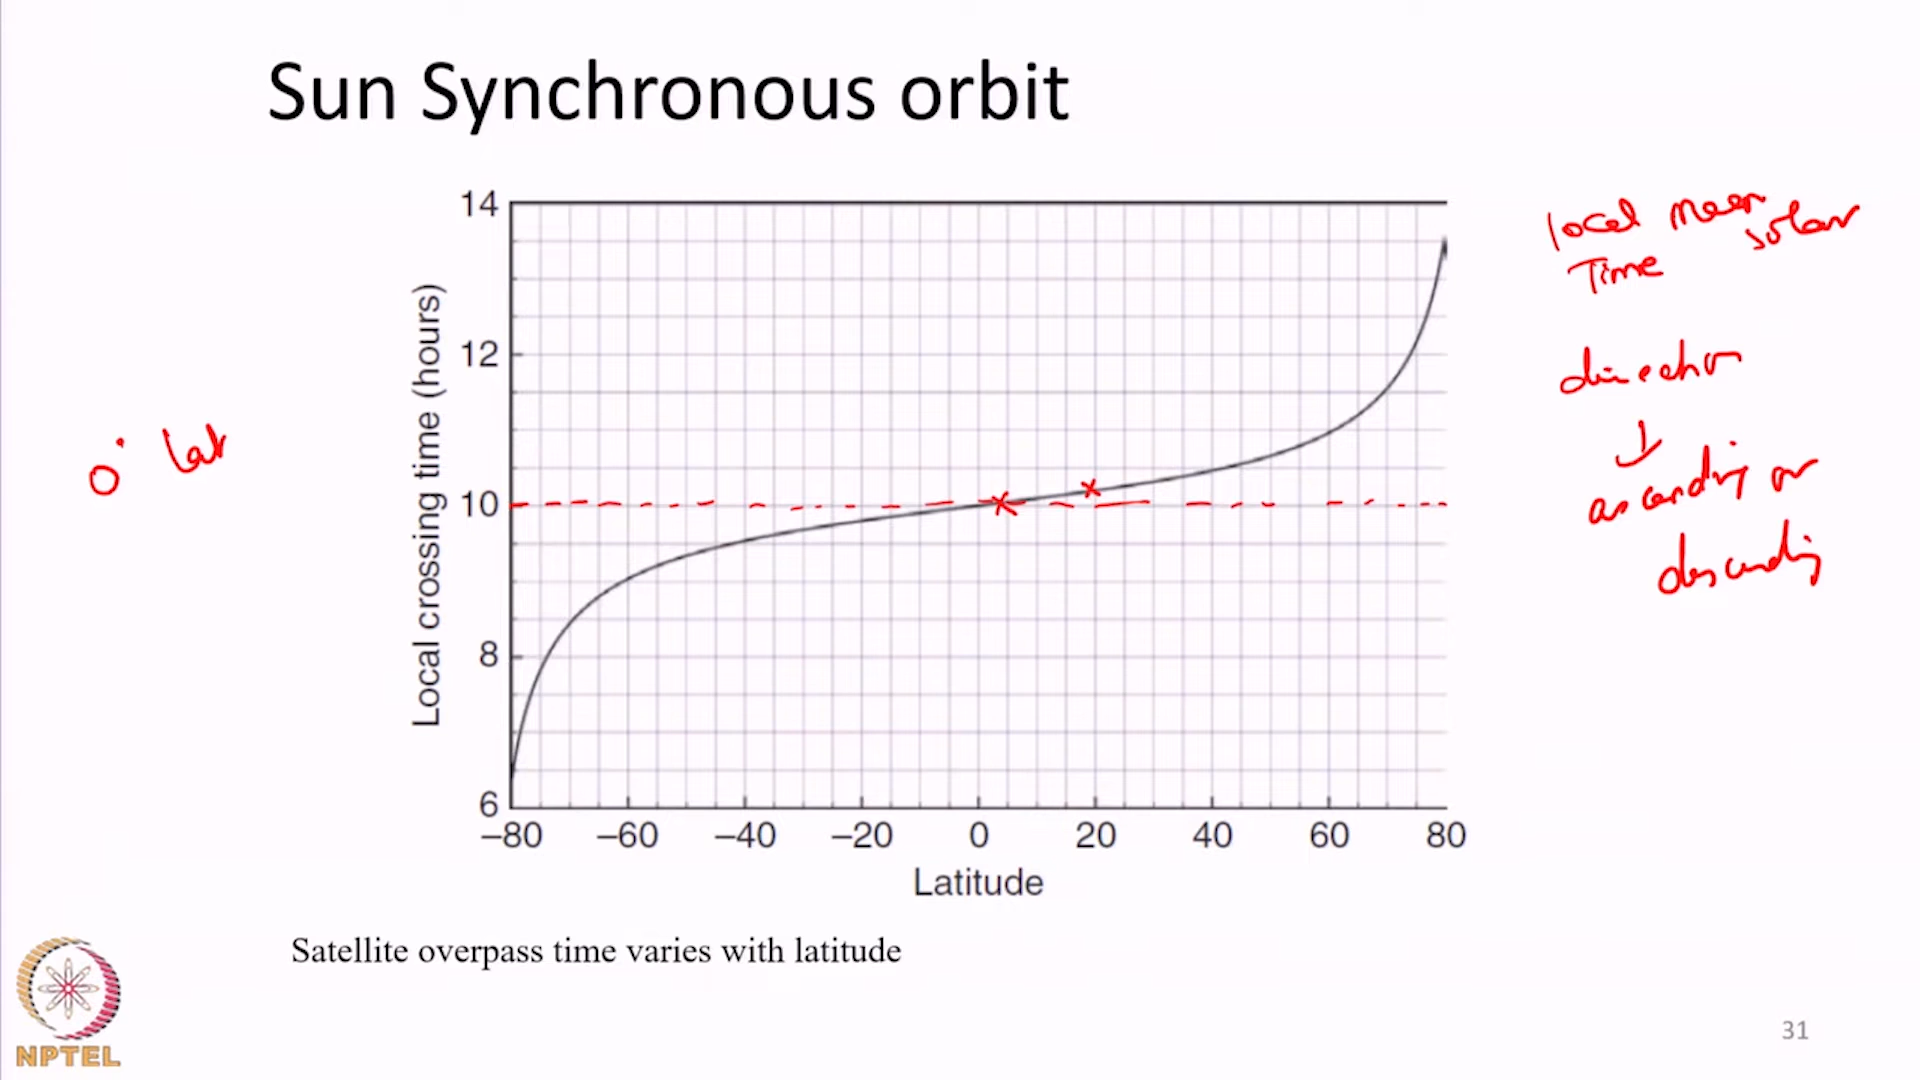 Sun Synchronous orbit
14
12
10
8
6
Local crossing time (hours)
−80 −60 −40 −20 0 20 40 60 80
Latitude
0° lat
local mean solar
Time
direction
ascending or
descending
Satellite overpass time varies with latitude
NPTEL
31